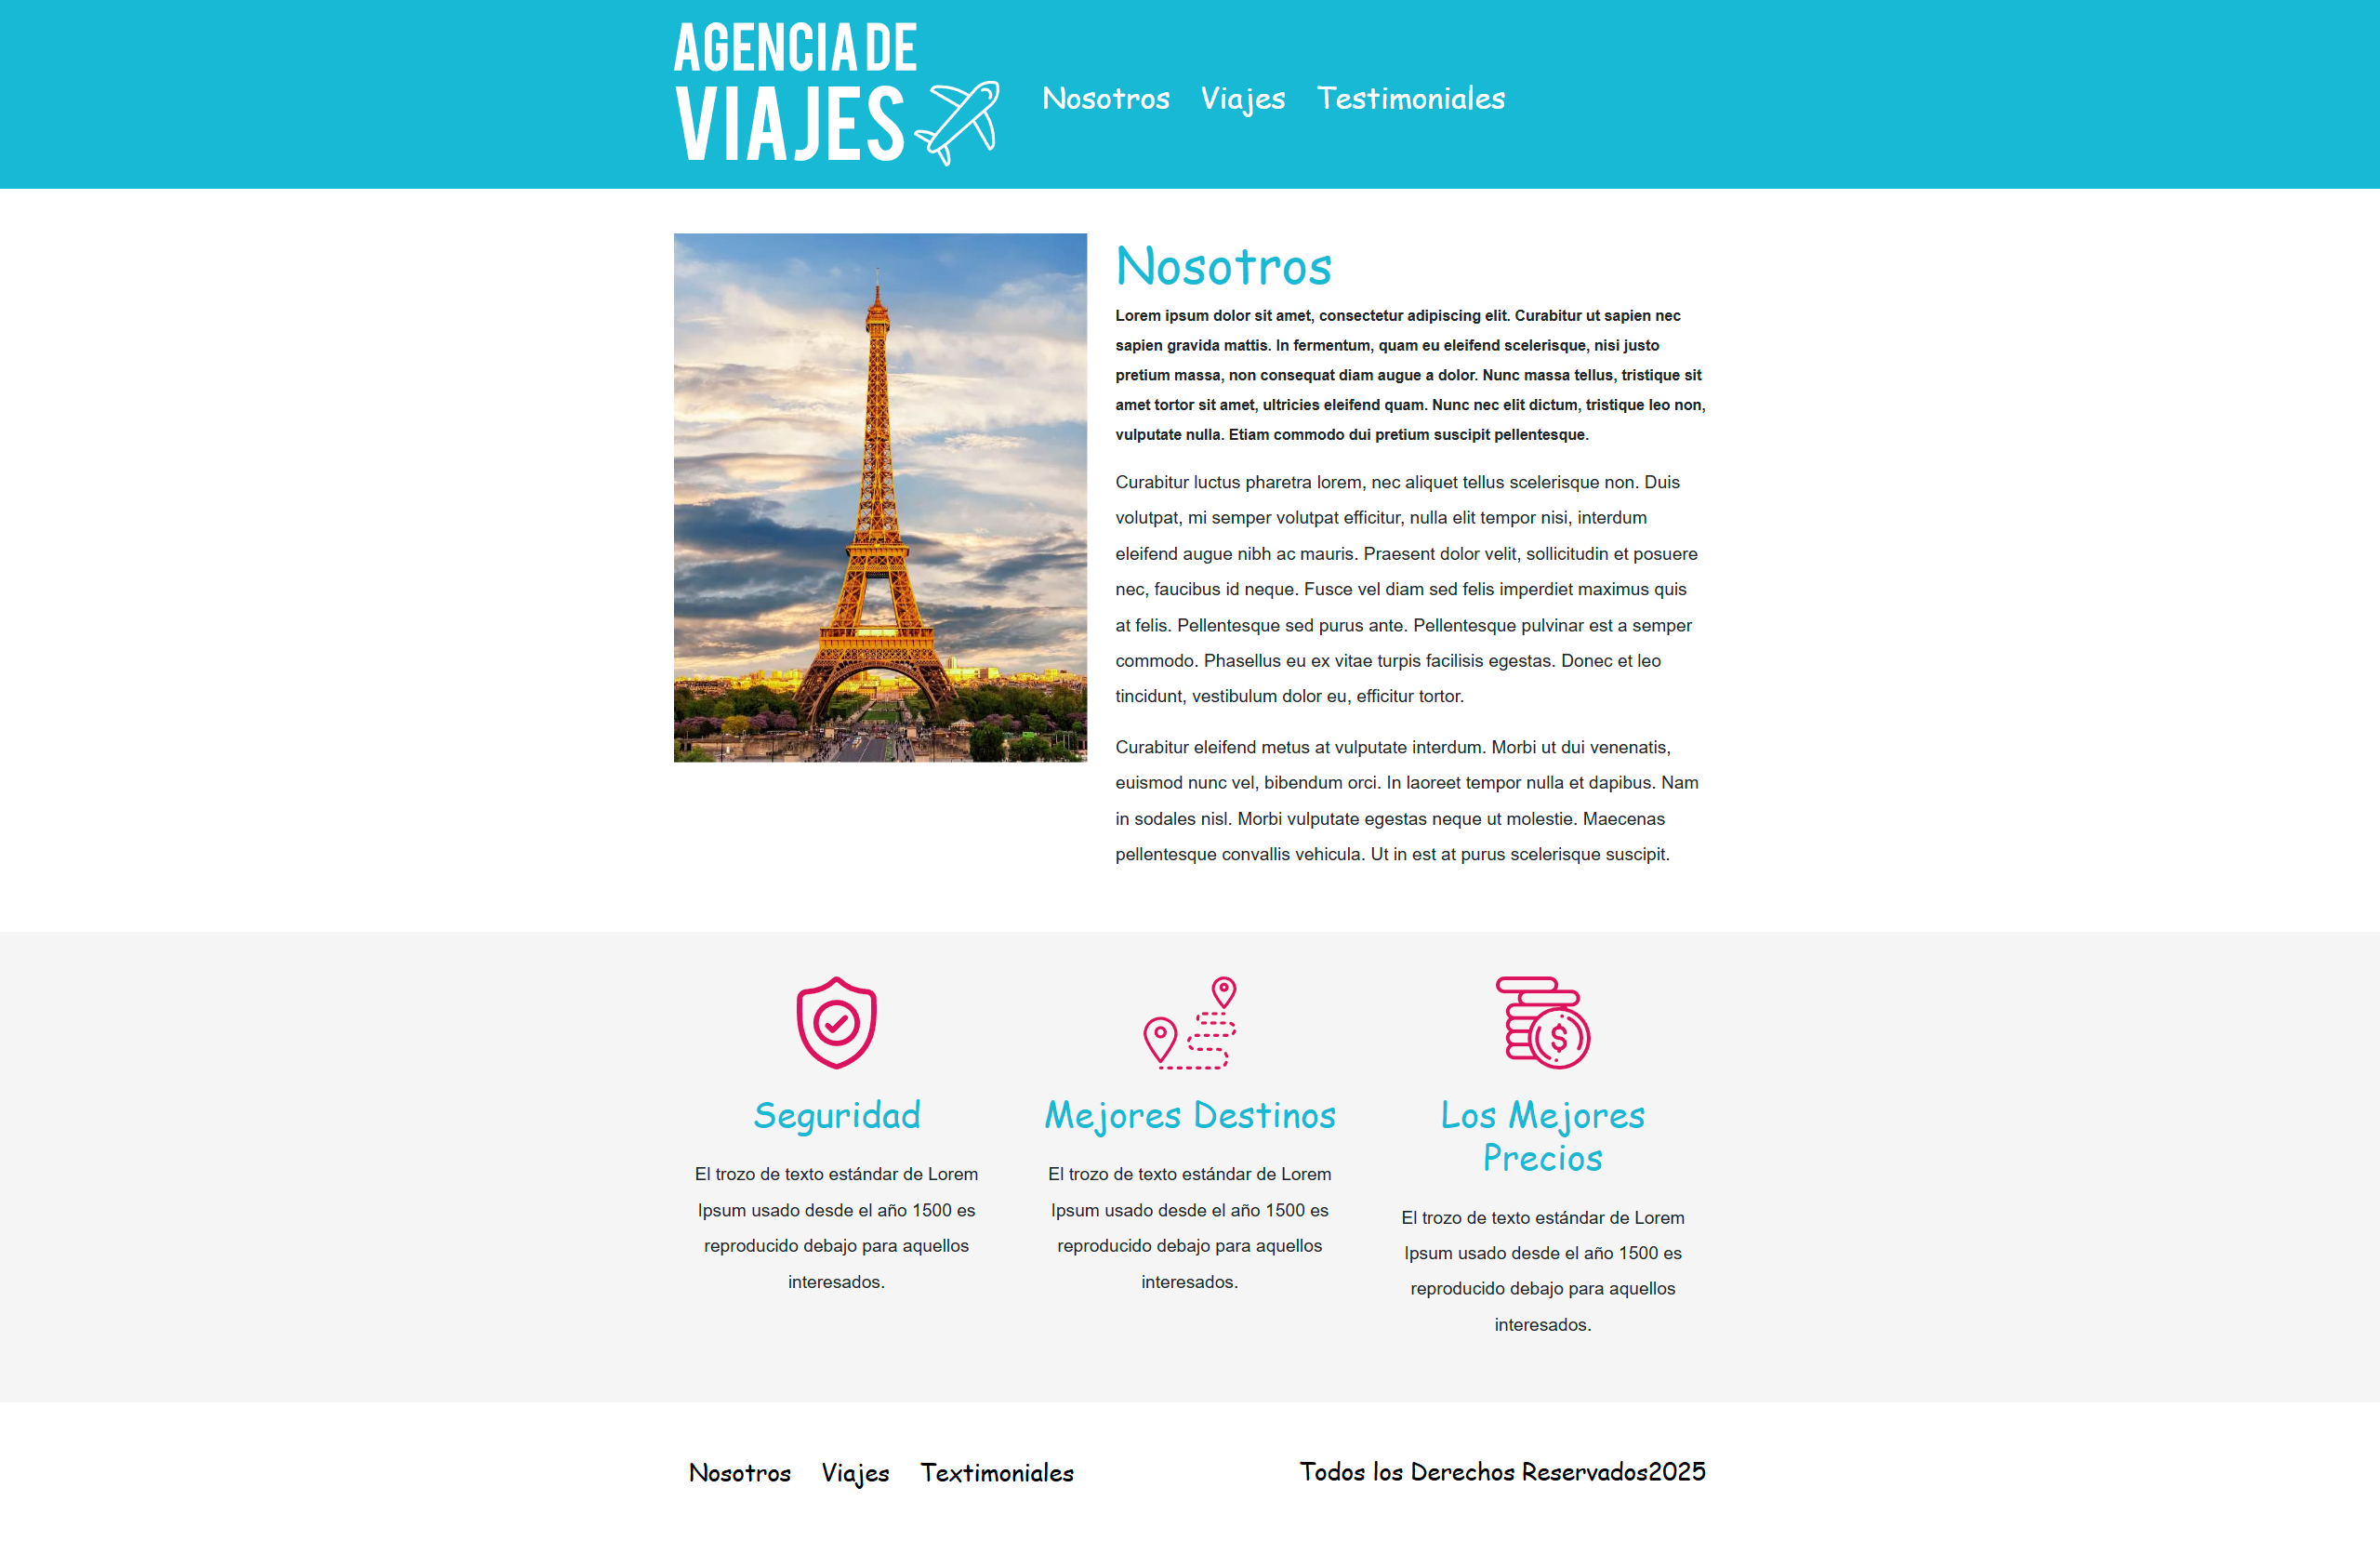 AGENCIA DE
VIAJES
Nosotros Viajes Testimoniales
Nosotros
Lorem ipsum dolor sit amet, consectetur adipiscing elit. Curabitur ut sapien nec
sapien gravida mattis. In fermentum, quam eu eleifend scelerisque, nisi justo
pretium massa, non consequat diam augue a dolor. Nunc massa tellus, tristique sit
amet tortor sit amet, ultricies eleifend quam. Nunc nec elit dictum, tristique leo non,
vulputate nulla. Etiam commodo dui pretium suscipit pellentesque.
Curabitur luctus pharetra lorem, nec aliquet tellus scelerisque non. Duis
volutpat, mi semper volutpat efficitur, nulla elit tempor nisi, interdum
eleifend augue nibh ac mauris. Praesent dolor velit, sollicitudin et posuere
nec, faucibus id neque. Fusce vel diam sed felis imperdiet maximus quis
at felis. Pellentesque sed purus ante. Pellentesque pulvinar est a semper
commodo. Phasellus eu ex vitae turpis facilisis egestas. Donec et leo
tincidunt, vestibulum dolor eu, efficitur tortor.
Curabitur eleifend metus at vulputate interdum. Morbi ut dui venenatis,
euismod nunc vel, bibendum orci. In laoreet tempor nulla et dapibus. Nam
in sodales nisl. Morbi vulputate egestas neque ut molestie. Maecenas
pellentesque convallis vehicula. Ut in est at purus scelerisque suscipit.
Seguridad
El trozo de texto estándar de Lorem
Ipsum usado desde el año 1500 es
reproducido debajo para aquellos
interesados.
Mejores Destinos
El trozo de texto estándar de Lorem
Ipsum usado desde el año 1500 es
reproducido debajo para aquellos
interesados.
$
Los Mejores
Precios
El trozo de texto estándar de Lorem
Ipsum usado desde el año 1500 es
reproducido debajo para aquellos
interesados.
Nosotros Viajes Textimoniales
Todos los Derechos Reservados2025